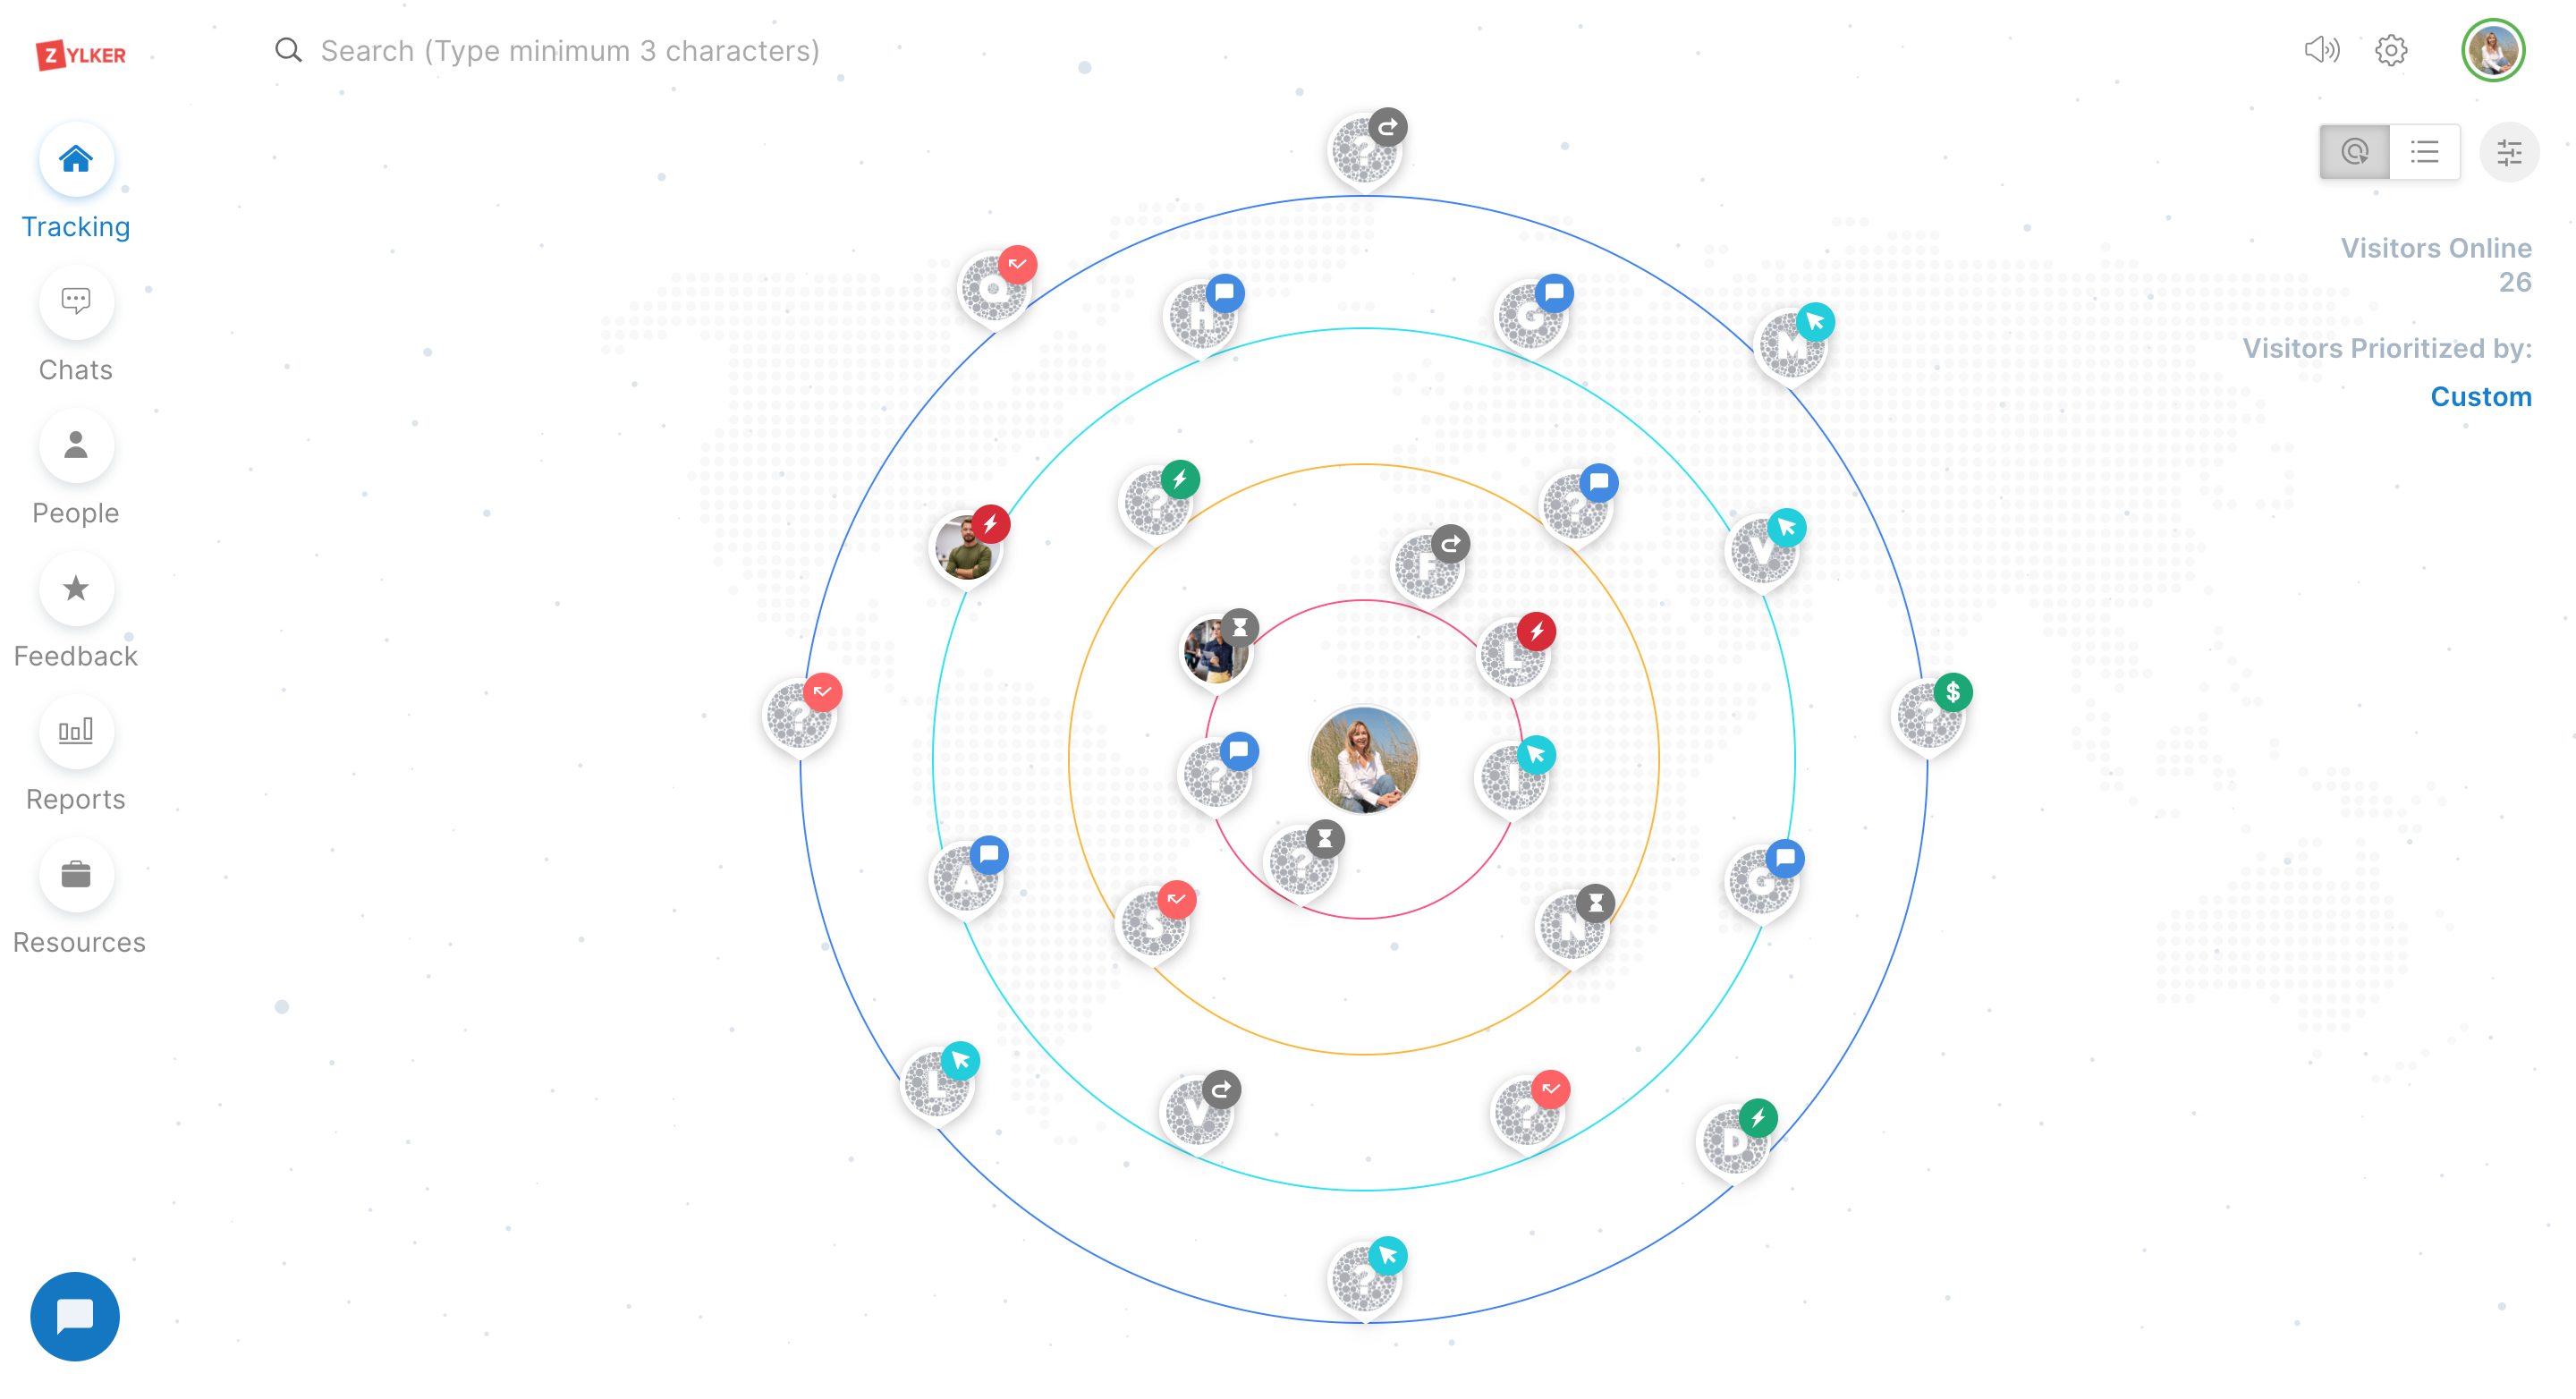 ZYLKER
Search (Type minimum 3 characters)
Tracking
Chats
People
Feedback
Reports
Resources
Visitors Online
26
Visitors Prioritized by:
Custom
?
Q
H
G
M
?
?
F
V
L
?
$
?
?
I
?
A
G
S
N
L
V
?
D
?